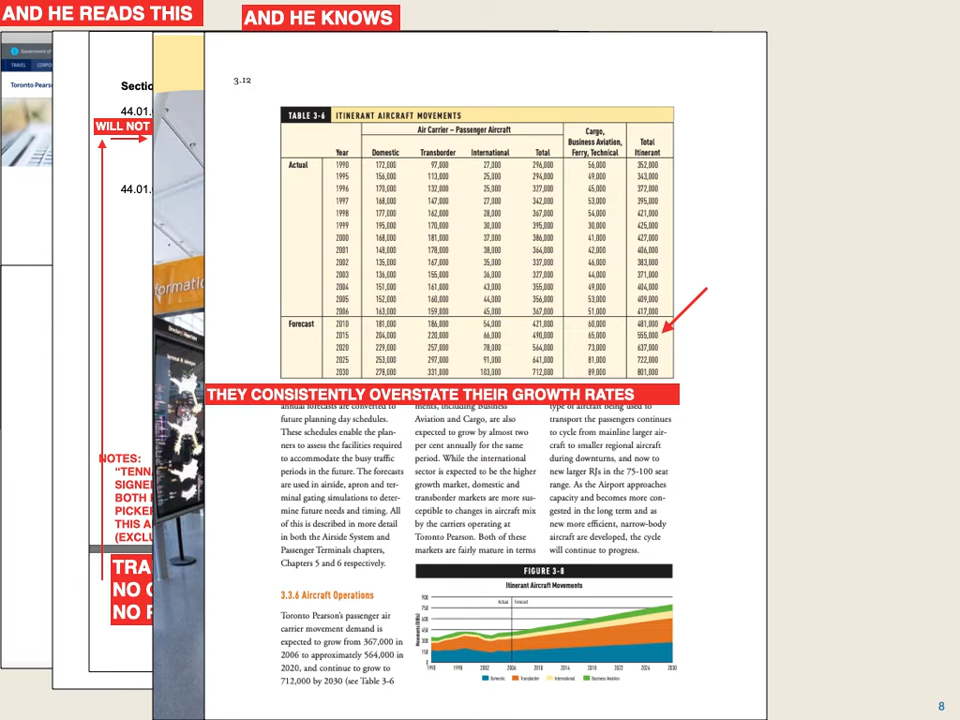 AND HE READS THIS
AND HE KNOWS
Government of
TRAVEL
Toronto Pears
Sectio
44.01.
WILL NOT
44.01.
formatio
NOTES:
"TENN
SIGNE
BOTH
PICKE
THIS A
(EXCLU
TRA
NO
NO
3.12
TABLE 3-6 ITINERANT AIRCRAFT MOVEMENTS
Air Carrier – Passenger Aircraft
Cargo,
Business Aviation, Total
Year Domestic Transborder International Total Ferry, Technical Itinerant
Actual 1990 172,000 97,000 27,000 296,000 56,000 352,000
1995 156,000 113,000 25,000 294,000 49,000 343,000
1996 170,000 132,000 25,000 327,000 45,000 372,000
1997 168,000 147,000 27,000 342,000 53,000 395,000
1998 177,000 162,000 28,000 367,000 54,000 421,000
1999 195,000 170,000 30,000 395,000 30,000 425,000
2000 168,000 181,000 37,000 386,000 41,000 427,000
2001 148,000 178,000 38,000 364,000 42,000 406,000
2002 135,000 167,000 35,000 337,000 46,000 383,000
2003 136,000 155,000 36,000 327,000 44,000 371,000
2004 151,000 161,000 43,000 355,000 49,000 404,000
2005 152,000 160,000 44,000 356,000 53,000 409,000
2006 163,000 159,000 45,000 367,000 51,000 417,000
Forecast 2010 181,000 186,000 54,000 421,000 60,000 481,000
2015 204,000 220,000 66,000 490,000 65,000 555,000
2020 229,000 257,000 78,000 564,000 73,000 637,000
2025 253,000 297,000 91,000 641,000 81,000 722,000
2030 278,000 331,000 103,000 712,000 89,000 801,000
THEY CONSISTENTLY OVERSTATE THEIR GROWTH RATES
annual forecasts are converted to
future planning day schedules.
These schedules enable the plan-
ners to assess the facilities required
to accommodate the busy traffic
periods in the future. The forecasts
are used in airside, apron and ter-
minal gating simulations to deter-
mine future needs and timing. All
of this is described in more detail
in both the Airside System and
Passenger Terminals chapters,
Chapters 5 and 6 respectively.
3.3.6 Aircraft Operations
Toronto Pearson's passenger air
carrier movement demand is
expected to grow from 367,000 in
2006 to approximately 564,000 in
2020, and continue to grow to
712,000 by 2030 (see Table 3-6
ments, including Business
Aviation and Cargo, are also
expected to grow by almost two
per cent annually for the same
period. While the international
sector is expected to be the higher
growth market, domestic and
transborder markets are more sus-
ceptible to changes in aircraft mix
by the carriers operating at
Toronto Pearson. Both of these
markets are fairly mature in terms
type of aircraft being used to
transport the passengers continues
to cycle from mainline larger air-
craft to smaller regional aircraft
during downturns, and now to
new larger RJs in the 75-100 seat
range. As the Airport approaches
capacity and becomes more con-
gested in the long term and as
new more efficient, narrow-body
aircraft are developed, the cycle
will continue to progress.
FIGURE 3-8
Itinerant Aircraft Movements
Actual Forecast
Movements (000s)
900
750
600
450
300
150
0
1990 1998 2002 2006 2010 2014 2018 2022 2026 2030
Domestic Transborder International Business Aviation
8